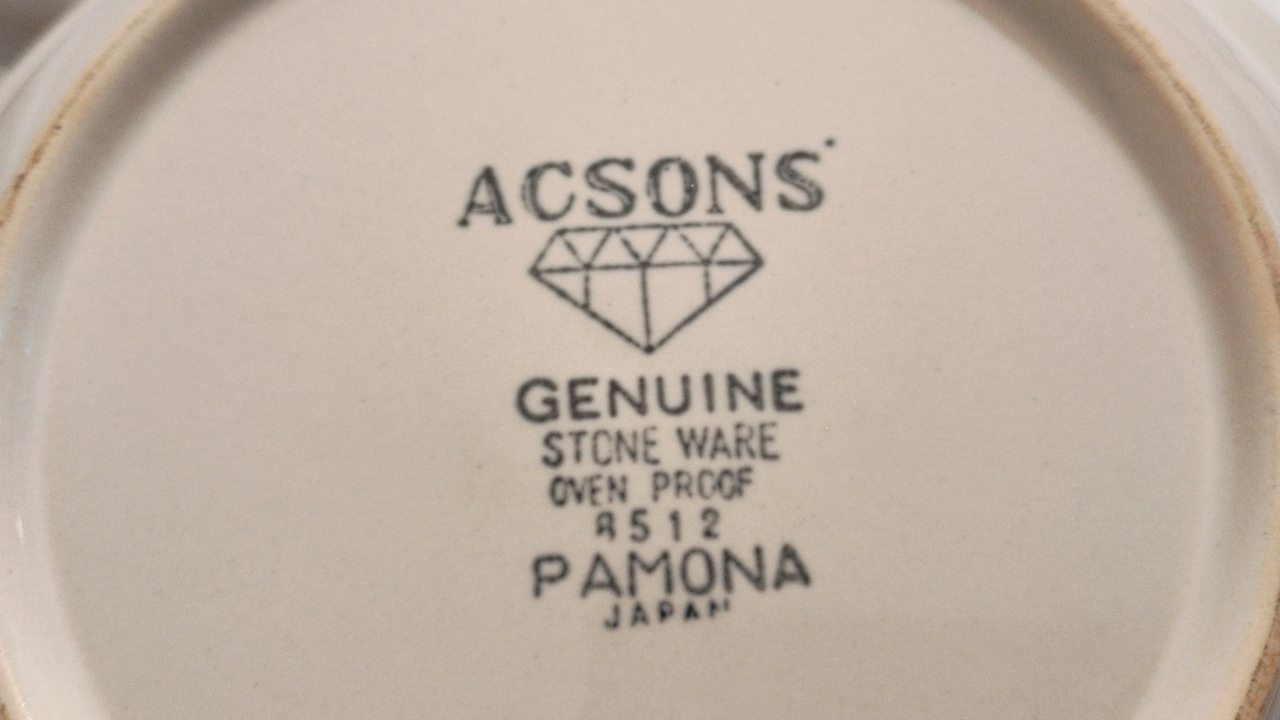 ACSONS
GENUINE
STONE WARE
OVEN PROOF
8512
PAMONA
JAPAN